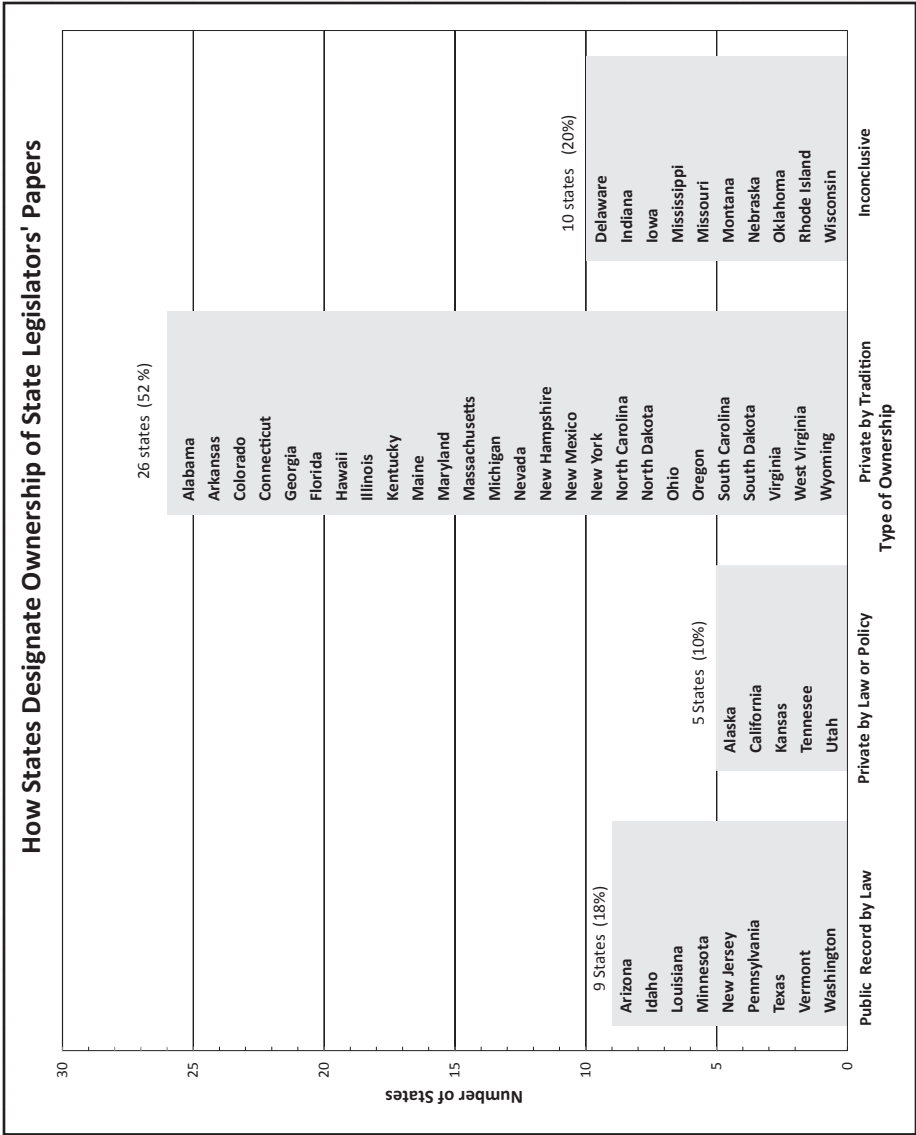 How States Designate Ownership of State Legislators' Papers
Number of States
30
25
20
15
10
5
0
9 States (18%)
Arizona
Idaho
Louisiana
Minnesota
New Jersey
Pennsylvania
Texas
Vermont
Washington
Public Record by Law
5 States (10%)
Alaska
California
Kansas
Tennesee
Utah
Private by Law or Policy
26 states (52 %)
Alabama
Arkansas
Colorado
Connecticut
Georgia
Florida
Hawaii
Illinois
Kentucky
Maine
Maryland
Massachusetts
Michigan
Nevada
New Hampshire
New Mexico
New York
North Carolina
North Dakota
Ohio
Oregon
South Carolina
South Dakota
Virginia
West Virginia
Wyoming
Private by Tradition
10 states (20%)
Delaware
Indiana
Iowa
Mississippi
Missouri
Montana
Nebraska
Oklahoma
Rhode Island
Wisconsin
Inconclusive
Type of Ownership